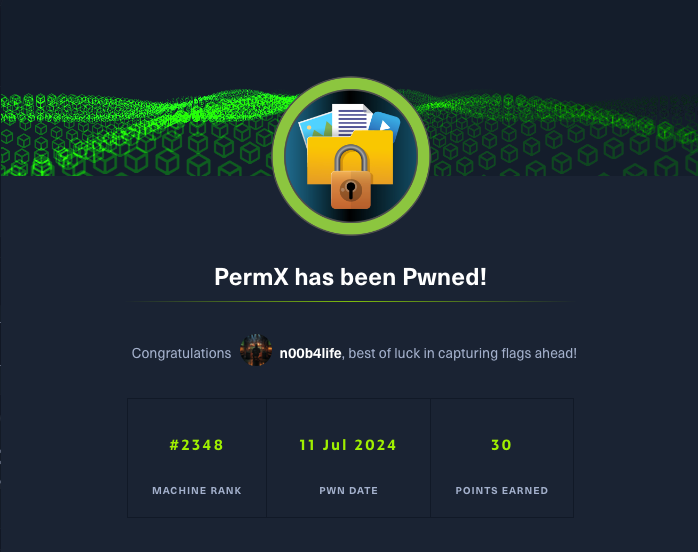 PermX has been Pwned!
Congratulations n00b4life, best of luck in capturing flags ahead!
#2348 11 Jul 2024 30
MACHINE RANK PWN DATE POINTS EARNED